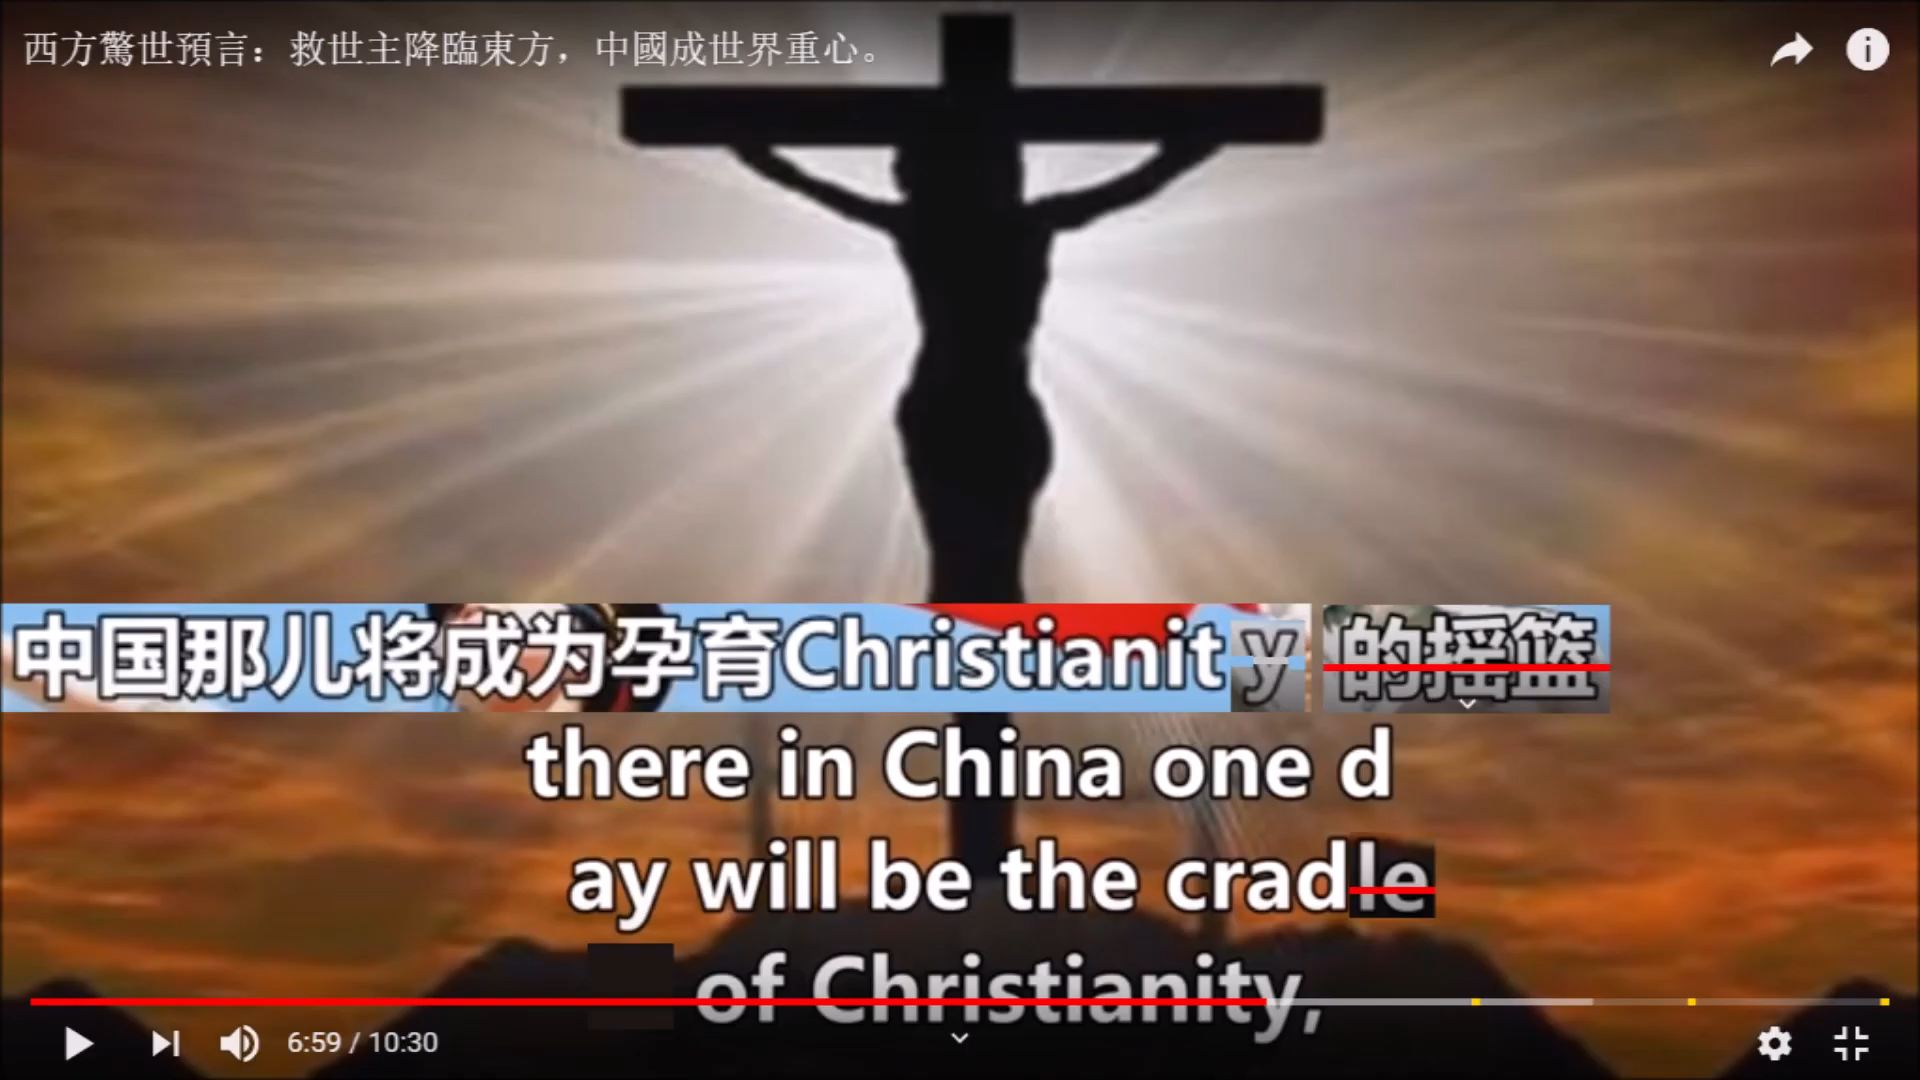 西方驚世預言：救世主降臨東方，中國成世界重心。
中国那儿将成为孕育Christianity 的摇篮
there in China one d
ay will be the cradle
of Christianity,
6:59 / 10:30